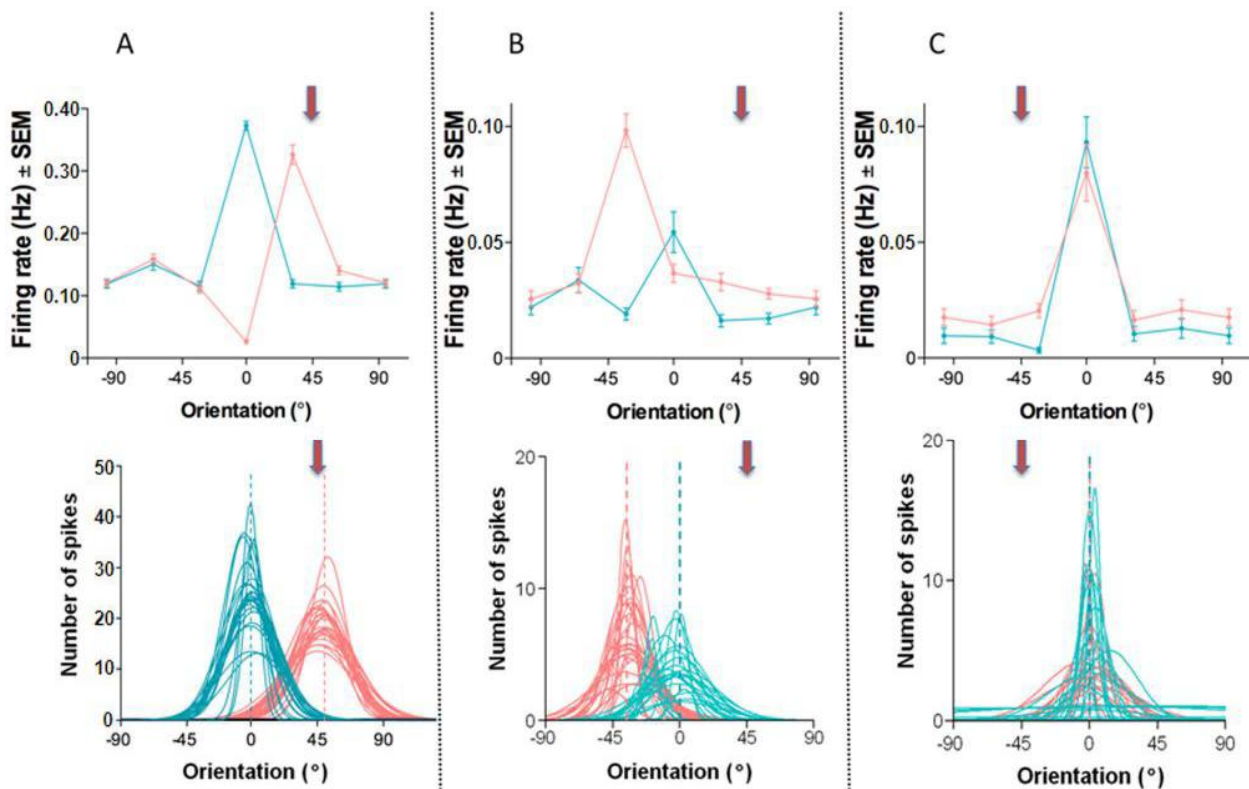 A
Firing rate (Hz) ± SEM
0.40
0.30
0.20
0.10
0
-90 -45 0 45 90
Orientation (°)
Number of spikes
50
40
30
20
10
0
-90 -45 0 45 90
Orientation (°)
B
Firing rate (Hz) ± SEM
0.10
0.05
0
-90 -45 0 45 90
Orientation (°)
Number of spikes
20
10
0
-90 -45 0 45 90
Orientation (°)
C
Firing rate (Hz) ± SEM
0.10
0.05
0
-90 -45 0 45 90
Orientation (°)
Number of spikes
20
10
0
-90 -45 0 45 90
Orientation (°)